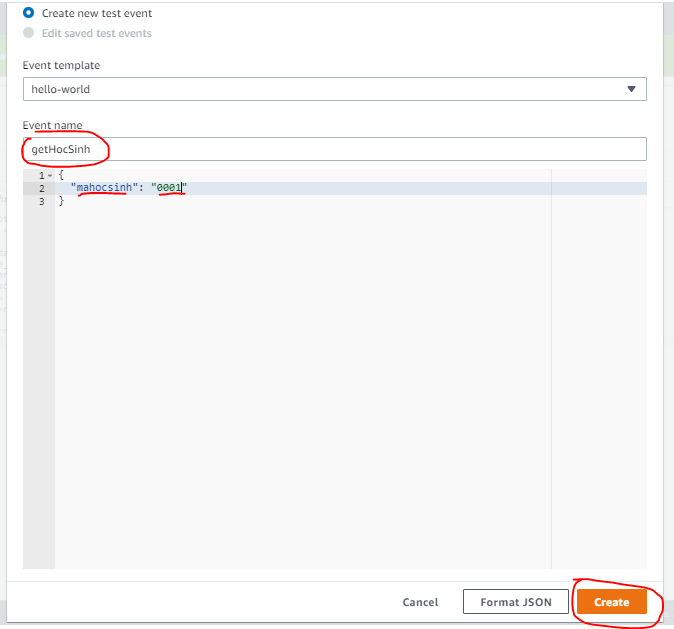 Create new test event
Edit saved test events
Event template
hello-world
Event name
getHocSinh
1 {
2 "mahocsinh": "0001"
3 }
Cancel Format JSON Create